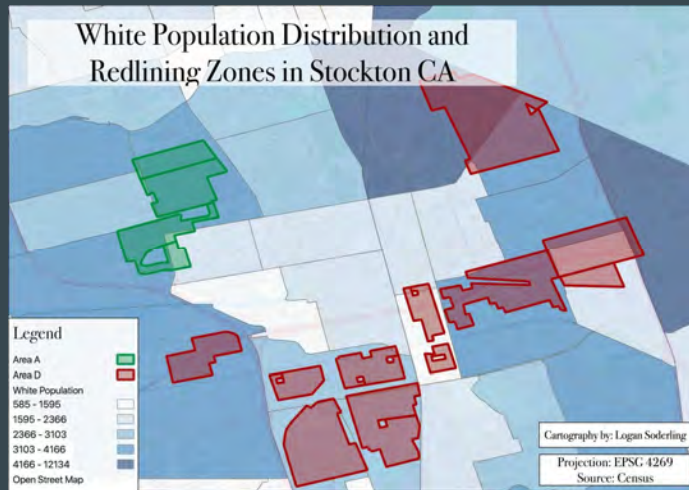 White Population Distribution and
Redlining Zones in Stockton CA
Legend
Area A
Area D
White Population
585 - 1595
1595 - 2366
2366 - 3103
3103 - 4166
4166 - 12134
Open Street Map
Cartography by: Logan Soderling
Projection: EPSG 4269
Source: Census